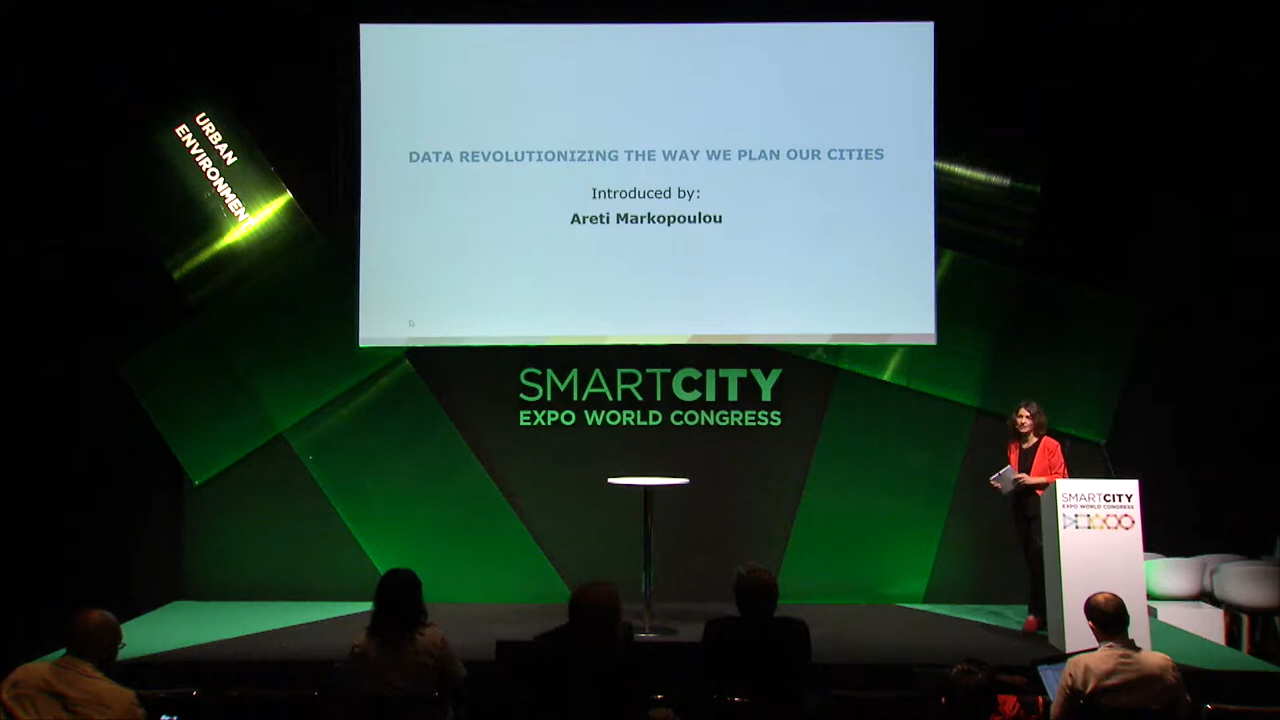 URBAN
ENVIRONMENT
DATA REVOLUTIONIZING THE WAY WE PLAN OUR CITIES
Introduced by:
Areti Markopoulou
SMARTCITY
EXPO WORLD CONGRESS
SMARTCITY
EXPO WORLD CONGRESS